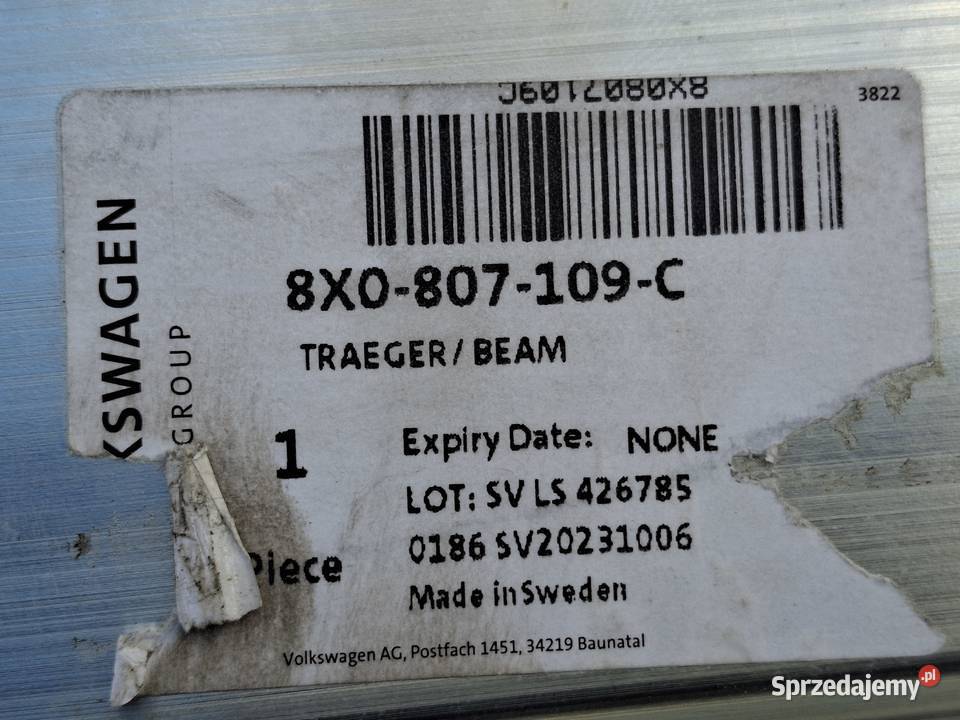 8X0807109C
3822
KSWAGEN
GROUP
8X0-807-109-C
TRAEGER/ BEAM
1
Piece
Expiry Date: NONE
LOT: SV LS 426785
0186 SV20231006
Made in Sweden
Volkswagen AG, Postfach 1451, 34219 Baunatal
Sprzedajemy.pl